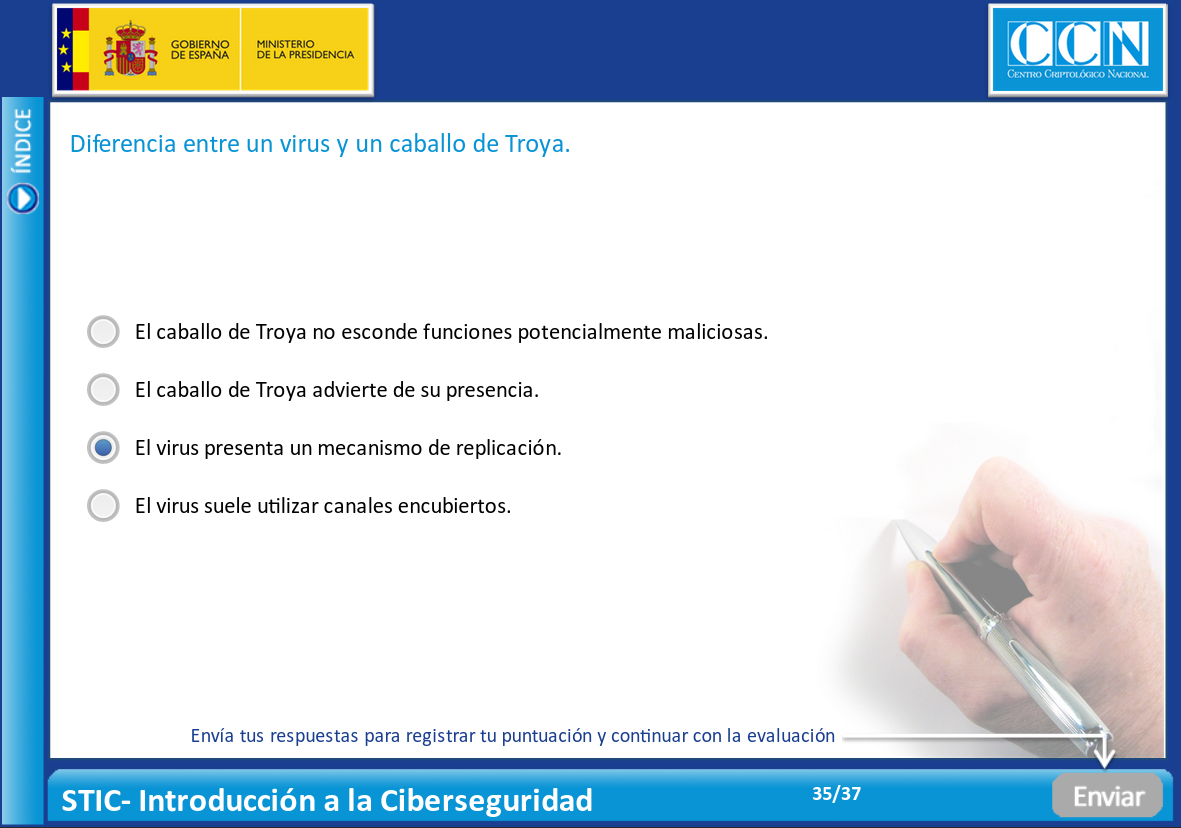 GOBIERNO
DE ESPAÑA
MINISTERIO
DE LA PRESIDENCIA
CCN
CENTRO CRIPTOLÓGICO NACIONAL
ÍNDICE
Diferencia entre un virus y un caballo de Troya.
El caballo de Troya no esconde funciones potencialmente maliciosas.
El caballo de Troya advierte de su presencia.
El virus presenta un mecanismo de replicación.
El virus suele utilizar canales encubiertos.
Envía tus respuestas para registrar tu puntuación y continuar con la evaluación
STIC- Introducción a la Ciberseguridad
35/37
Enviar